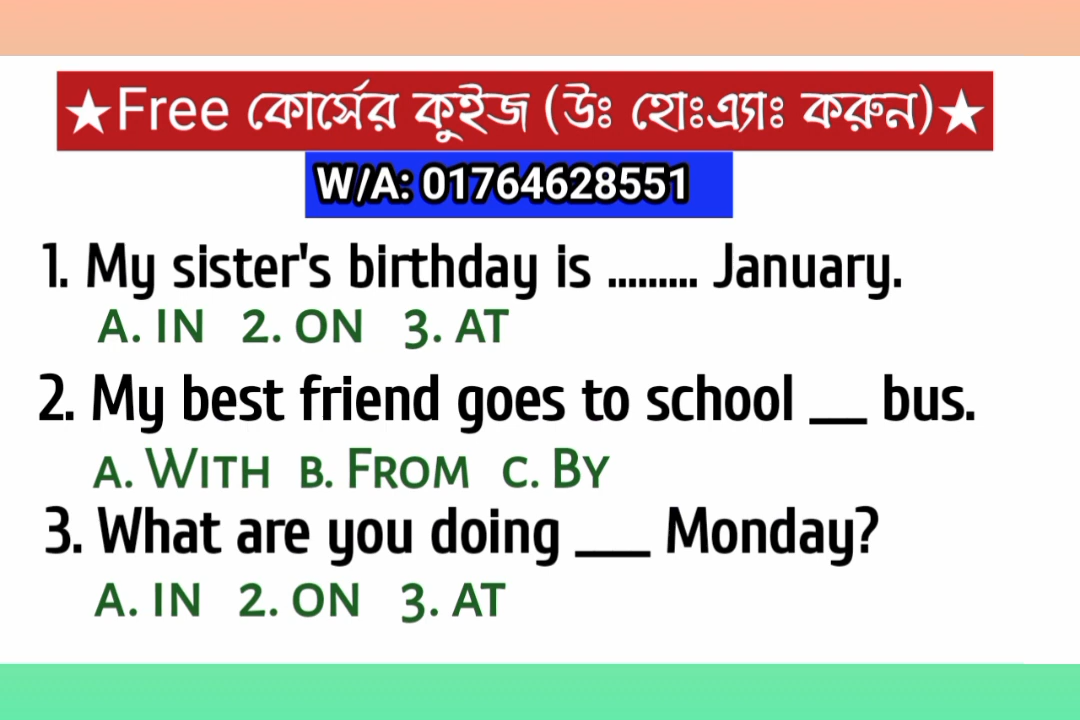 ★Free কোর্সের কুইজ (উঃ হোঃএ্যাঃ করুন)★
W/A: 01764628551
1. My sister's birthday is ......... January.
A. IN 2. ON 3. AT
2. My best friend goes to school __ bus.
A. WITH B. FROM C. BY
3. What are you doing ___ Monday?
A. IN 2. ON 3. AT